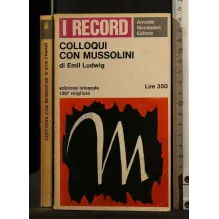 I RECORD
Arnoldo
Mondadori
Editore
COLLOQUI
CON MUSSOLINI
di Emil Ludwig
edizione integrale
Lire 350
130° migliaio
M